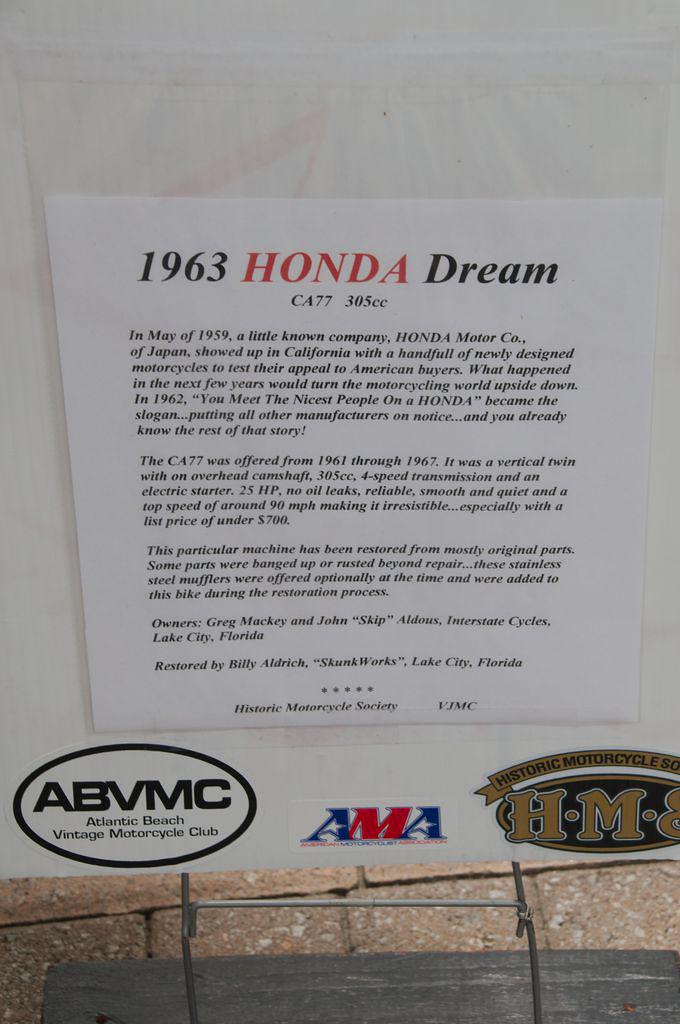 1963 HONDA Dream
CA77 305cc
In May of 1959, a little known company, HONDA Motor Co.,
of Japan, showed up in California with a handfull of newly designed
motorcycles to test their appeal to American buyers. What happened
in the next few years would turn the motorcycling world upside down.
In 1962, “You Meet The Nicest People On a HONDA” became the
slogan...putting all other manufacturers on notice...and you already
know the rest of that story!
The CA77 was offered from 1961 through 1967. It was a vertical twin
with on overhead camshaft, 305cc, 4-speed transmission and an
electric starter. 25 HP, no oil leaks, reliable, smooth and quiet and a
top speed of around 90 mph making it irresistible...especially with a
list price of under $700.
This particular machine has been restored from mostly original parts.
Some parts were banged up or rusted beyond repair...these stainless
steel mufflers were offered optionally at the time and were added to
this bike during the restoration process.
Owners: Greg Mackey and John “Skip” Aldous, Interstate Cycles,
Lake City, Florida
Restored by Billy Aldrich, “SkunkWorks”, Lake City, Florida
* * * * *
Historic Motorcycle Society VJMC
ABVMC
Atlantic Beach
Vintage Motorcycle Club
AMA
AMERICAN MOTORCYCLIST ASSOCIATION
HISTORIC MOTORCYCLE SO
H·M·S